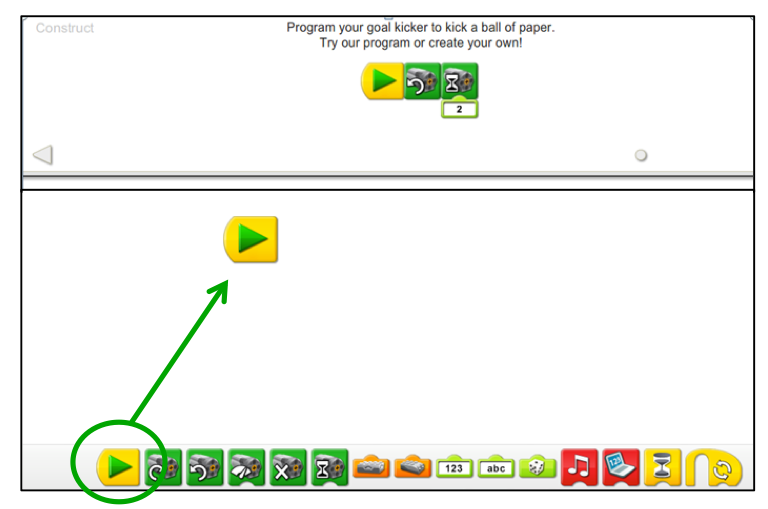 Construct
Program your goal kicker to kick a ball of paper.
Try our program or create your own!
2
123 abc